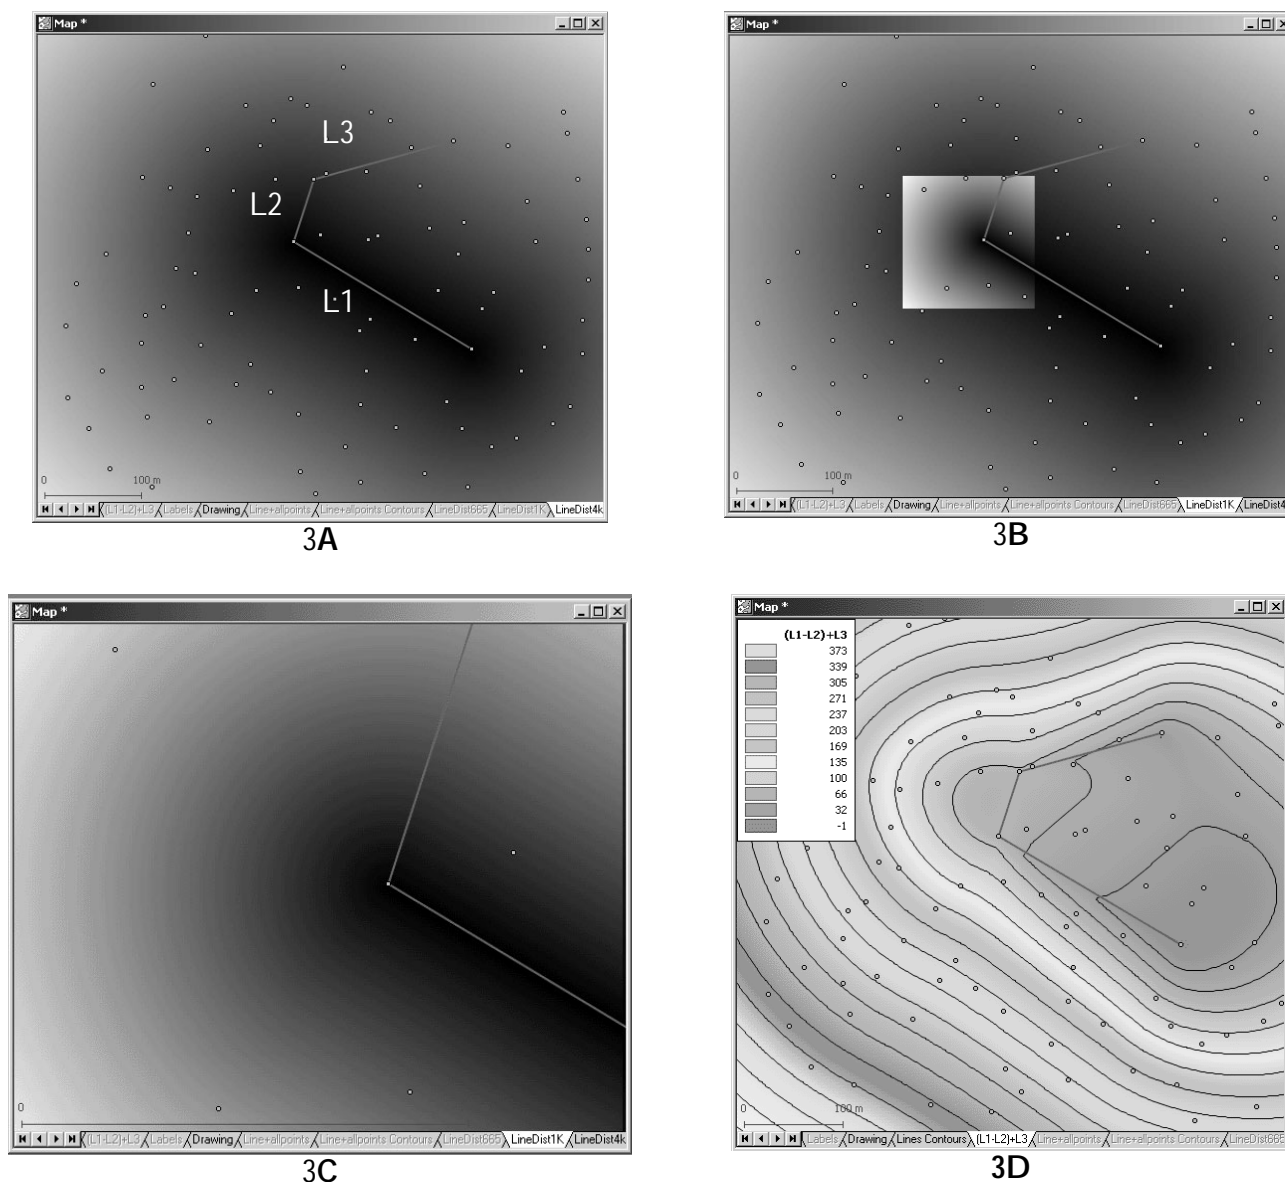 Map *
L3
L2
L1
0
100 m
(L1-L2)+L3 Labels Drawing Line+allpoints Line+allpoints Contours LineDist665 LineDist1K LineDist4k
3A
Map *
0
100 m
(L1-L2)+L3 Labels Drawing Line+allpoints Line+allpoints Contours LineDist665 LineDist1K LineDist4
3B
Map *
0
(L1-L2)+L3 Labels Drawing Line+allpoints Line+allpoints Contours LineDist665 LineDist1K LineDist4k
3C
Map *
(L1-L2)+L3
373
339
305
271
237
203
169
135
100
66
32
-1
0
100 m
Labels Drawing Lines Contours (L1-L2)+L3 Line+allpoints Line+allpoints Contours LineDist665
3D